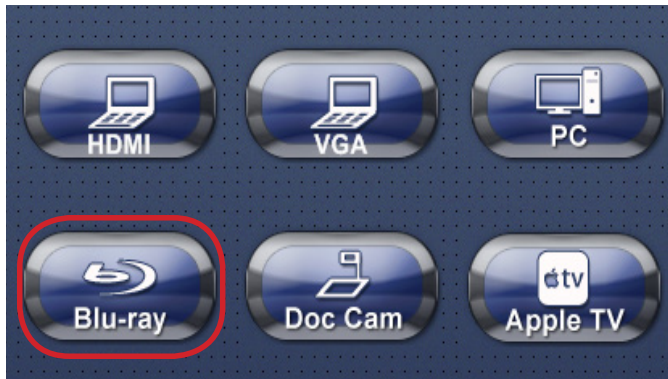 HDMI
VGA
PC
Blu-ray
Doc Cam
tv
Apple TV